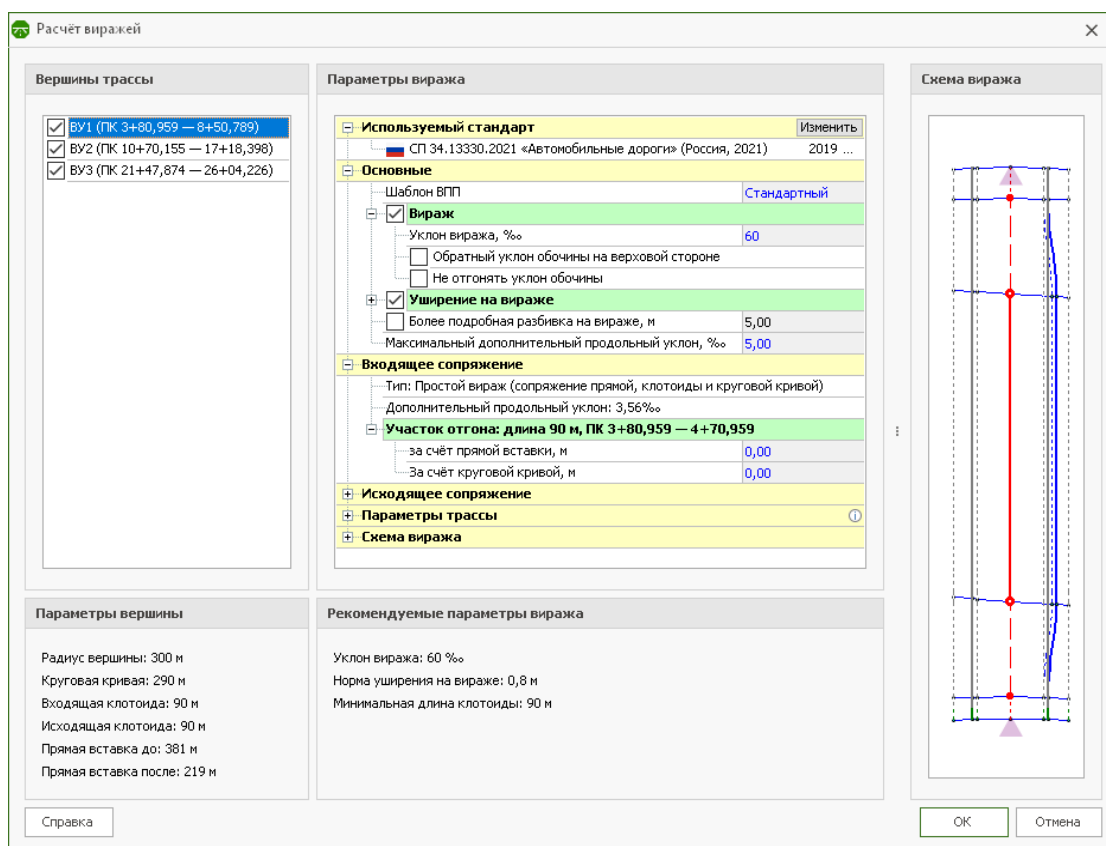 Расчёт виражей
Вершины трассы
ВУ1 (ПК 3+80,959 — 8+50,789)
ВУ2 (ПК 10+70,155 — 17+18,398)
ВУ3 (ПК 21+47,874 — 26+04,226)
Параметры виража
Используемый стандарт Изменить
СП 34.13330.2021 «Автомобильные дороги» (Россия, 2021) 2019 ...
Основные
Шаблон ВПП Стандартный
Вираж
Уклон виража, ‰ 60
Обратный уклон обочины на верховой стороне
Не отгонять уклон обочины
Уширение на вираже
Более подробная разбивка на вираже, м 5,00
Максимальный дополнительный продольный уклон, ‰ 5,00
Входящее сопряжение
Тип: Простой вираж (сопряжение прямой, клотоиды и круговой кривой)
Дополнительный продольный уклон: 3,56‰
Участок отгона: длина 90 м, ПК 3+80,959 — 4+70,959
за счёт прямой вставки, м 0,00
За счёт круговой кривой, м 0,00
Исходящее сопряжение
Параметры трассы
Схема виража
Схема виража
Параметры вершины
Радиус вершины: 300 м
Круговая кривая: 290 м
Входящая клотоида: 90 м
Исходящая клотоида: 90 м
Прямая вставка до: 381 м
Прямая вставка после: 219 м
Рекомендуемые параметры виража
Уклон виража: 60 ‰
Норма уширения на вираже: 0,8 м
Минимальная длина клотоиды: 90 м
Справка
ОК
Отмена